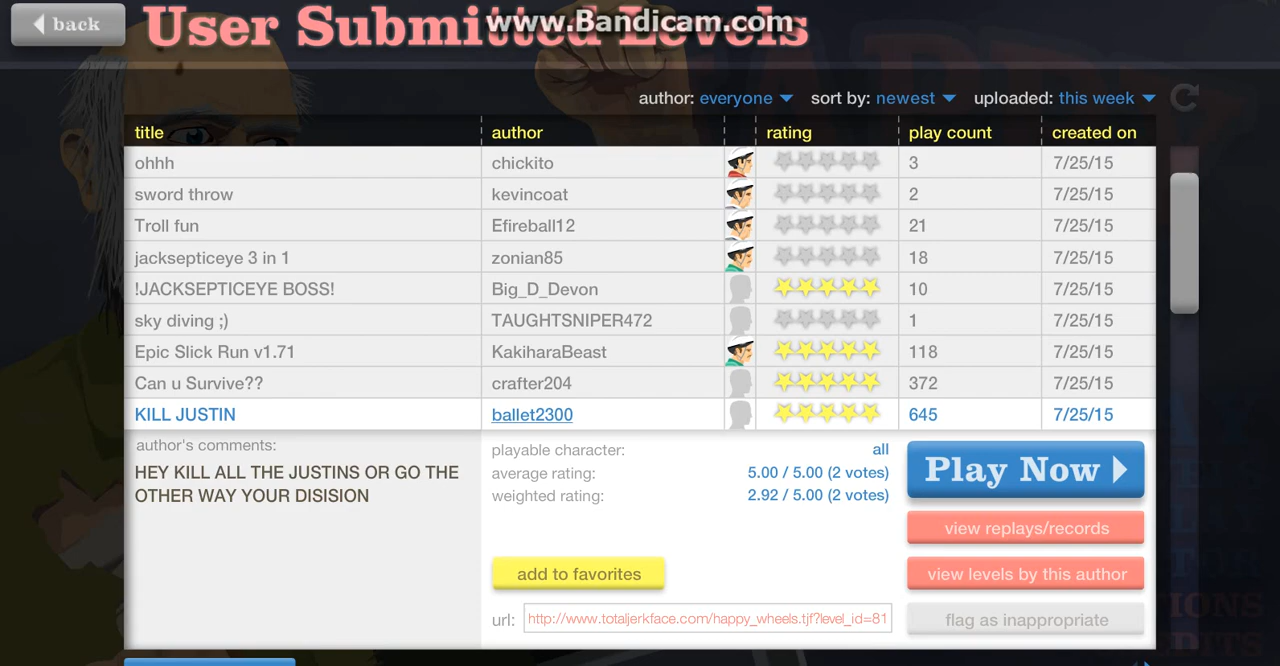 back
User Submitted Levels
www.Bandicam.com
author: everyone sort by: newest uploaded: this week
title author rating play count created on
ohhh chickito 3 7/25/15
sword throw kevincoat 2 7/25/15
Troll fun Efireball12 21 7/25/15
jacksepticeye 3 in 1 zonian85 18 7/25/15
!JACKSEPTICEYE BOSS! Big_D_Devon 10 7/25/15
sky diving ;) TAUGHTSNIPER472 1 7/25/15
Epic Slick Run v1.71 KakiharaBeast 118 7/25/15
Can u Survive?? crafter204 372 7/25/15
KILL JUSTIN ballet2300 645 7/25/15
author's comments:
HEY KILL ALL THE JUSTINS OR GO THE
OTHER WAY YOUR DISISION
playable character: all
average rating: 5.00 / 5.00 (2 votes)
weighted rating: 2.92 / 5.00 (2 votes)
add to favorites
url: http://www.totaljerkface.com/happy_wheels.tjf?level_id=81
Play Now
view replays/records
view levels by this author
flag as inappropriate